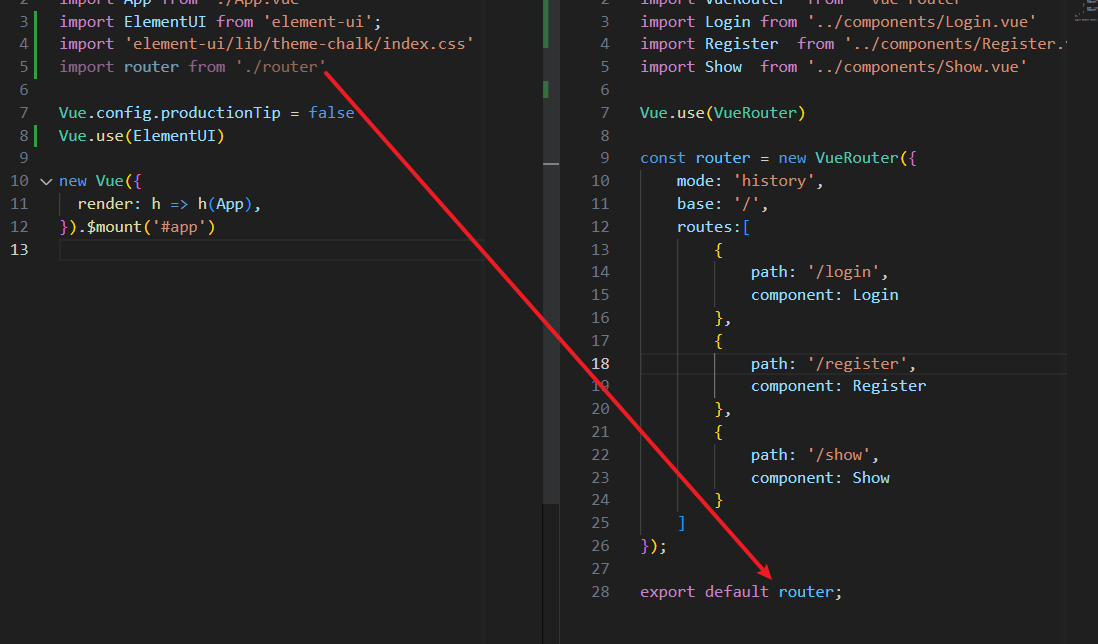 import App from './App.vue'
3 import ElementUI from 'element-ui';
4 import 'element-ui/lib/theme-chalk/index.css'
5 import router from './router'
6
7 Vue.config.productionTip = false
8 Vue.use(ElementUI)
9
10 new Vue({
11 render: h => h(App),
12 }).$mount('#app')
13
2 import VueRouter from 'vue-router'
3 import Login from '../components/Login.vue'
4 import Register  from '../components/Register.
5 import Show  from '../components/Show.vue'
6
7 Vue.use(VueRouter)
8
9 const router = new VueRouter({
10 mode: 'history',
11 base: '/',
12 routes:[
13 {
14 path: '/login',
15 component: Login
16 },
17 {
18 path: '/register',
19 component: Register
20 },
21 {
22 path: '/show',
23 component: Show
24 }
25 ]
26 });
27
28 export default router;